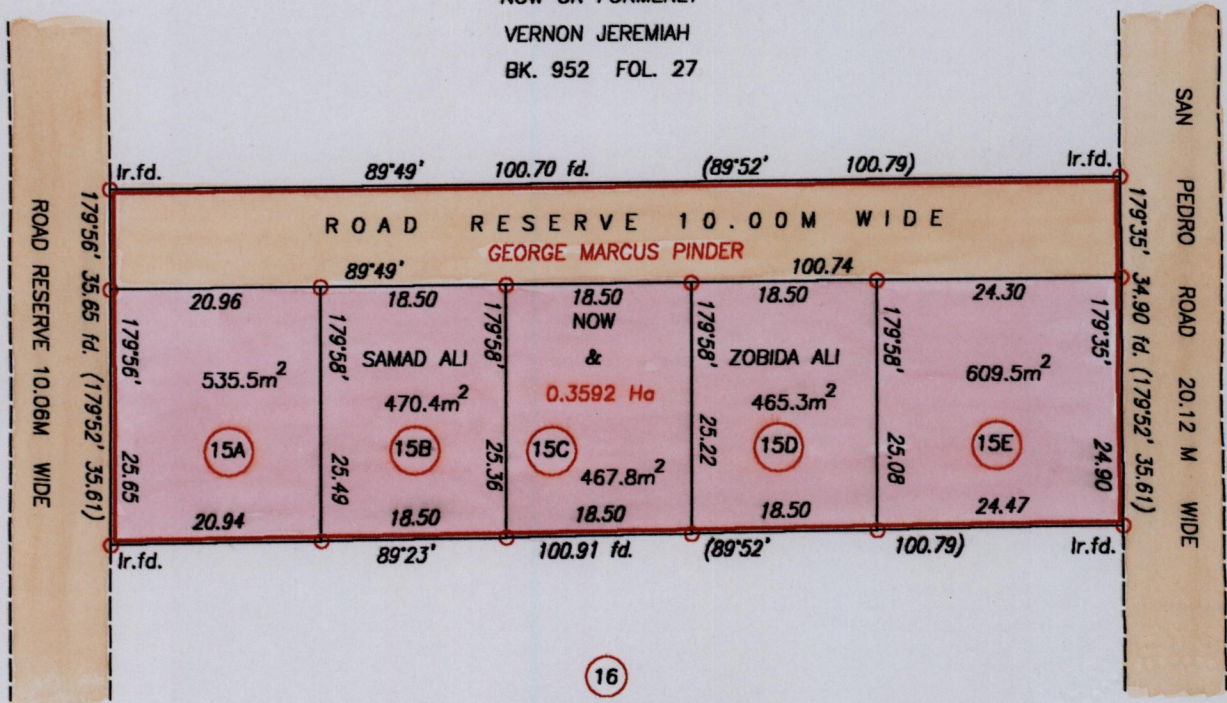 VERNON JEREMIAH
BK. 952 FOL. 27
Ir.fd.
89°49' 100.70 fd. (89°52' 100.79)
Ir.fd.
ROAD RESERVE 10.00M WIDE
GEORGE MARCUS PINDER
89°49' 100.74
ROAD RESERVE 10.06M WIDE
179°56' 35.65 fd. (179°52' 35.61)
179°35' 34.90 fd. (179°52' 35.61)
SAN PEDRO ROAD 20.12 M WIDE
20.96 18.50 18.50 18.50 24.30
179°56' 179°58' 179°58' 179°58' 179°58' 179°35'
NOW
SAMAD ALI & ZOBIDA ALI
535.5m² 470.4m² 0.3592 Ha 465.3m² 609.5m²
15A 15B 15C 15D 15E
467.8m²
25.65 25.49 25.36 25.22 25.08 24.90
20.94 18.50 18.50 18.50 24.47
Ir.fd.
89°23' 100.91 fd. (89°52' 100.79)
Ir.fd.
16